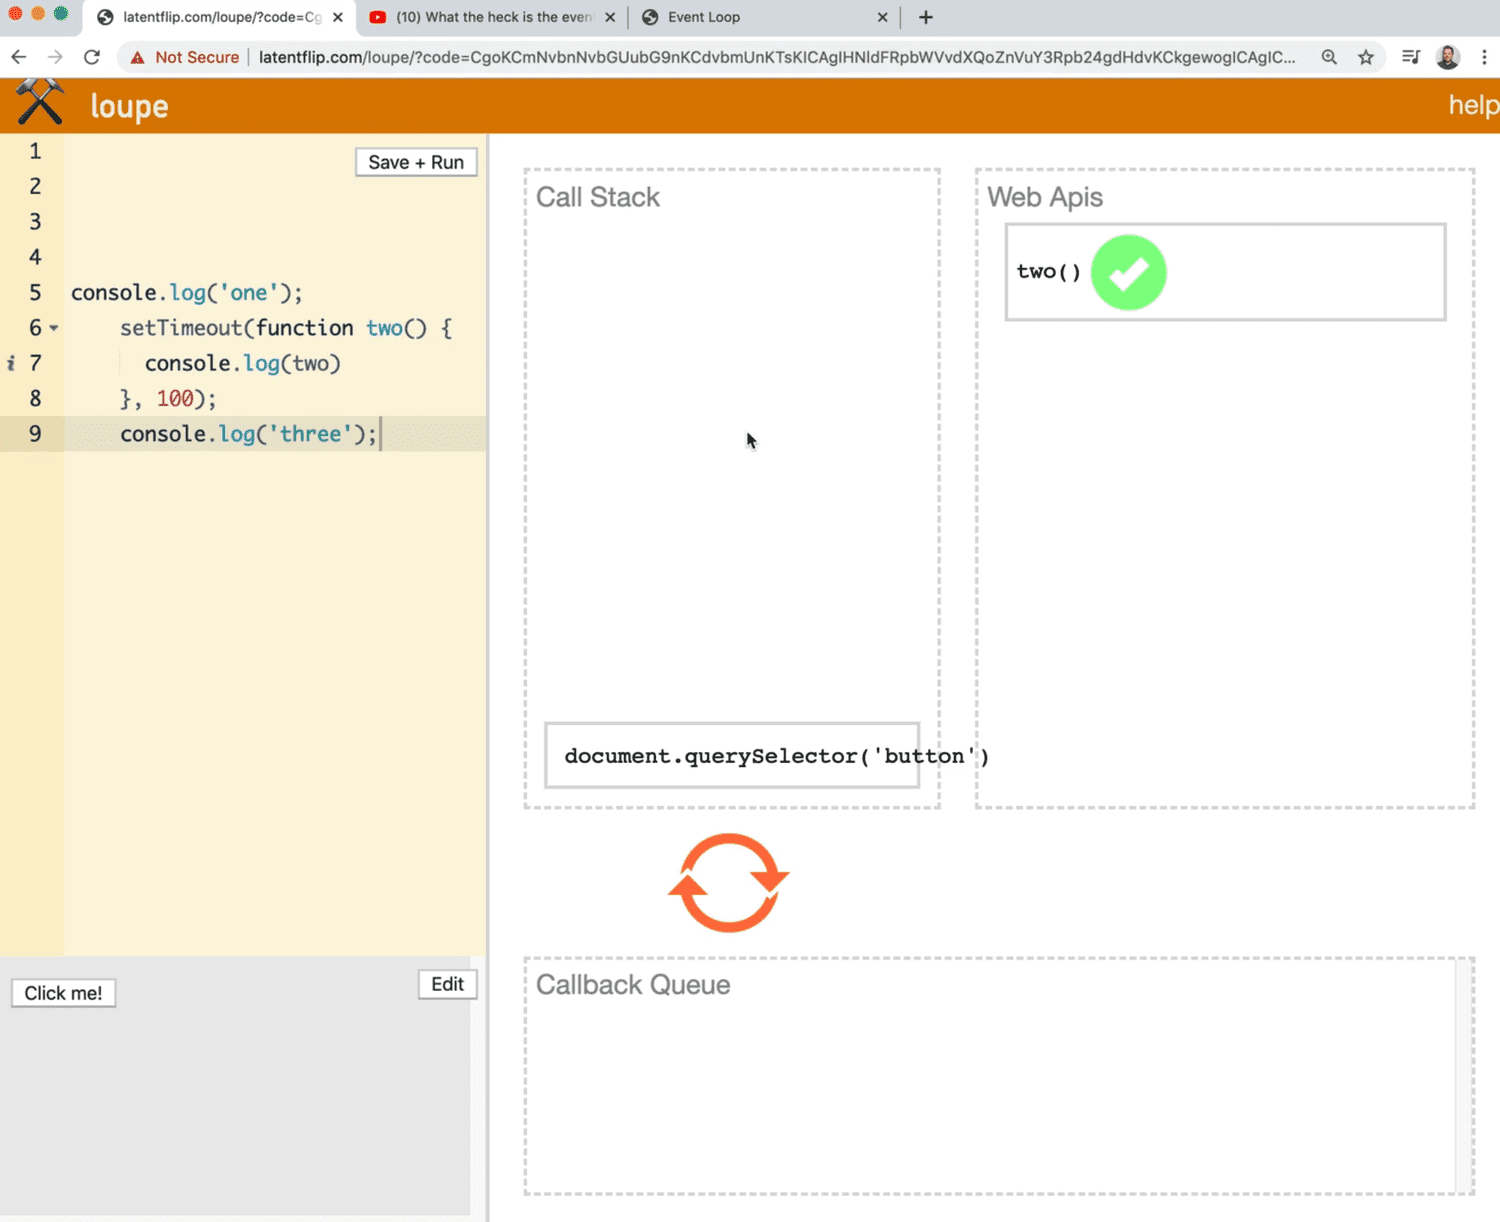 latentflip.com/loupe/?code=Cg
(10) What the heck is the even
Event Loop
Not Secure
latentflip.com/loupe/?code=CgoKCmNvbnNvbGUubG9nKCdvbmUnKTsKICAgIHNldFRpbWVvdXQoZnVuY3Rpb24gdHdvKCkgewogICAgIC...
loupe
help
Save + Run
1
2
3
4
5 console.log('one');
6 setTimeout(function two() {
i 7 console.log(two)
8 }, 100);
9 console.log('three');
Call Stack
document.querySelector('button')
Web Apis
two()
Click me!
Edit
Callback Queue